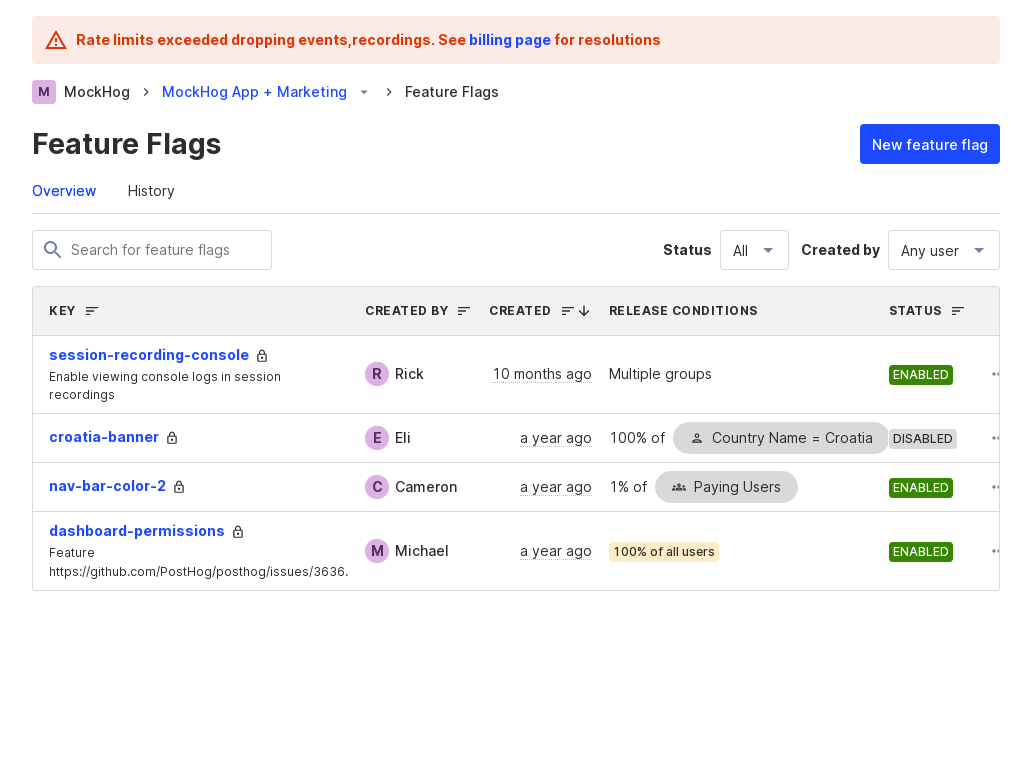 Rate limits exceeded dropping events,recordings. See billing page for resolutions
M MockHog MockHog App + Marketing Feature Flags
Feature Flags
New feature flag
Overview History
Search for feature flags
Status All Created by Any user
KEY CREATED BY CREATED RELEASE CONDITIONS STATUS
session-recording-console
Enable viewing console logs in session
recordings
R Rick 10 months ago Multiple groups ENABLED
croatia-banner E Eli a year ago 100% of Country Name = Croatia DISABLED
nav-bar-color-2 C Cameron a year ago 1% of Paying Users ENABLED
dashboard-permissions
Feature
https://github.com/PostHog/posthog/issues/3636.
M Michael a year ago 100% of all users ENABLED